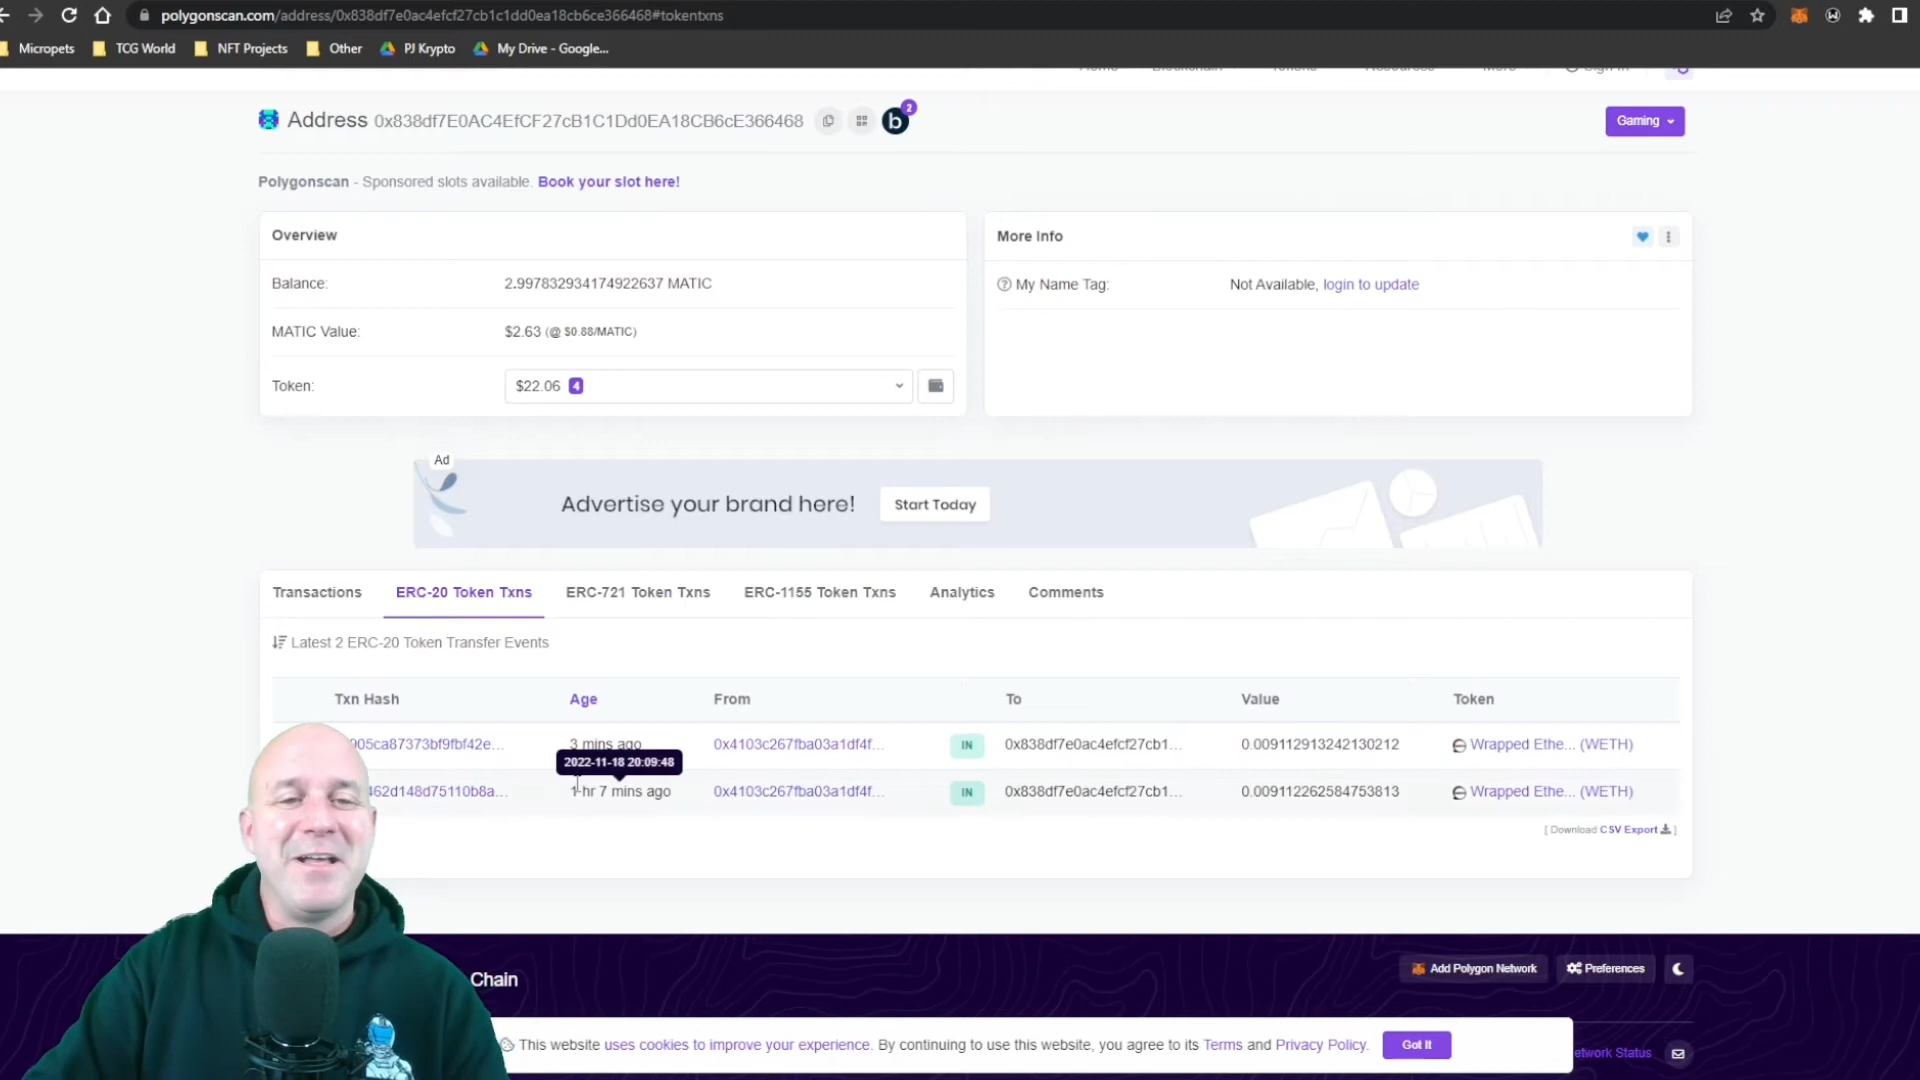 polygonscan.com/address/0x838df7e0ac4efcf27cb1c1dd0ea18cb6ce366468#tokentxns
Micropets TCG World NFT Projects Other PJ Krypto My Drive - Google...
Address 0x838df7E0AC4EfCF27cB1C1Dd0EA18CB6cE366468 b 2
Gaming
Polygonscan - Sponsored slots available. Book your slot here!
Overview
Balance: 2.997832934174922637 MATIC
MATIC Value: $2.63 (@ $0.88/MATIC)
Token: $22.06 4
More Info
My Name Tag: Not Available, login to update
Ad
Advertise your brand here! Start Today
Transactions ERC-20 Token Txns ERC-721 Token Txns ERC-1155 Token Txns Analytics Comments
Latest 2 ERC-20 Token Transfer Events
Txn Hash Age From To Value Token
905ca87373bf9fbf42e... 3 mins ago 0x4103c267fba03a1df4f... IN 0x838df7e0ac4efcf27cb1... 0.009112913242130212 Wrapped Ethe... (WETH)
2022-11-18 20:09:48
462d148d75110b8a... 1 hr 7 mins ago 0x4103c267fba03a1df4f... IN 0x838df7e0ac4efcf27cb1... 0.009112262584753813 Wrapped Ethe... (WETH)
[ Download CSV Export ]
Chain
Add Polygon Network Preferences
This website uses cookies to improve your experience. By continuing to use this website, you agree to its Terms and Privacy Policy. Got It
etwork Status